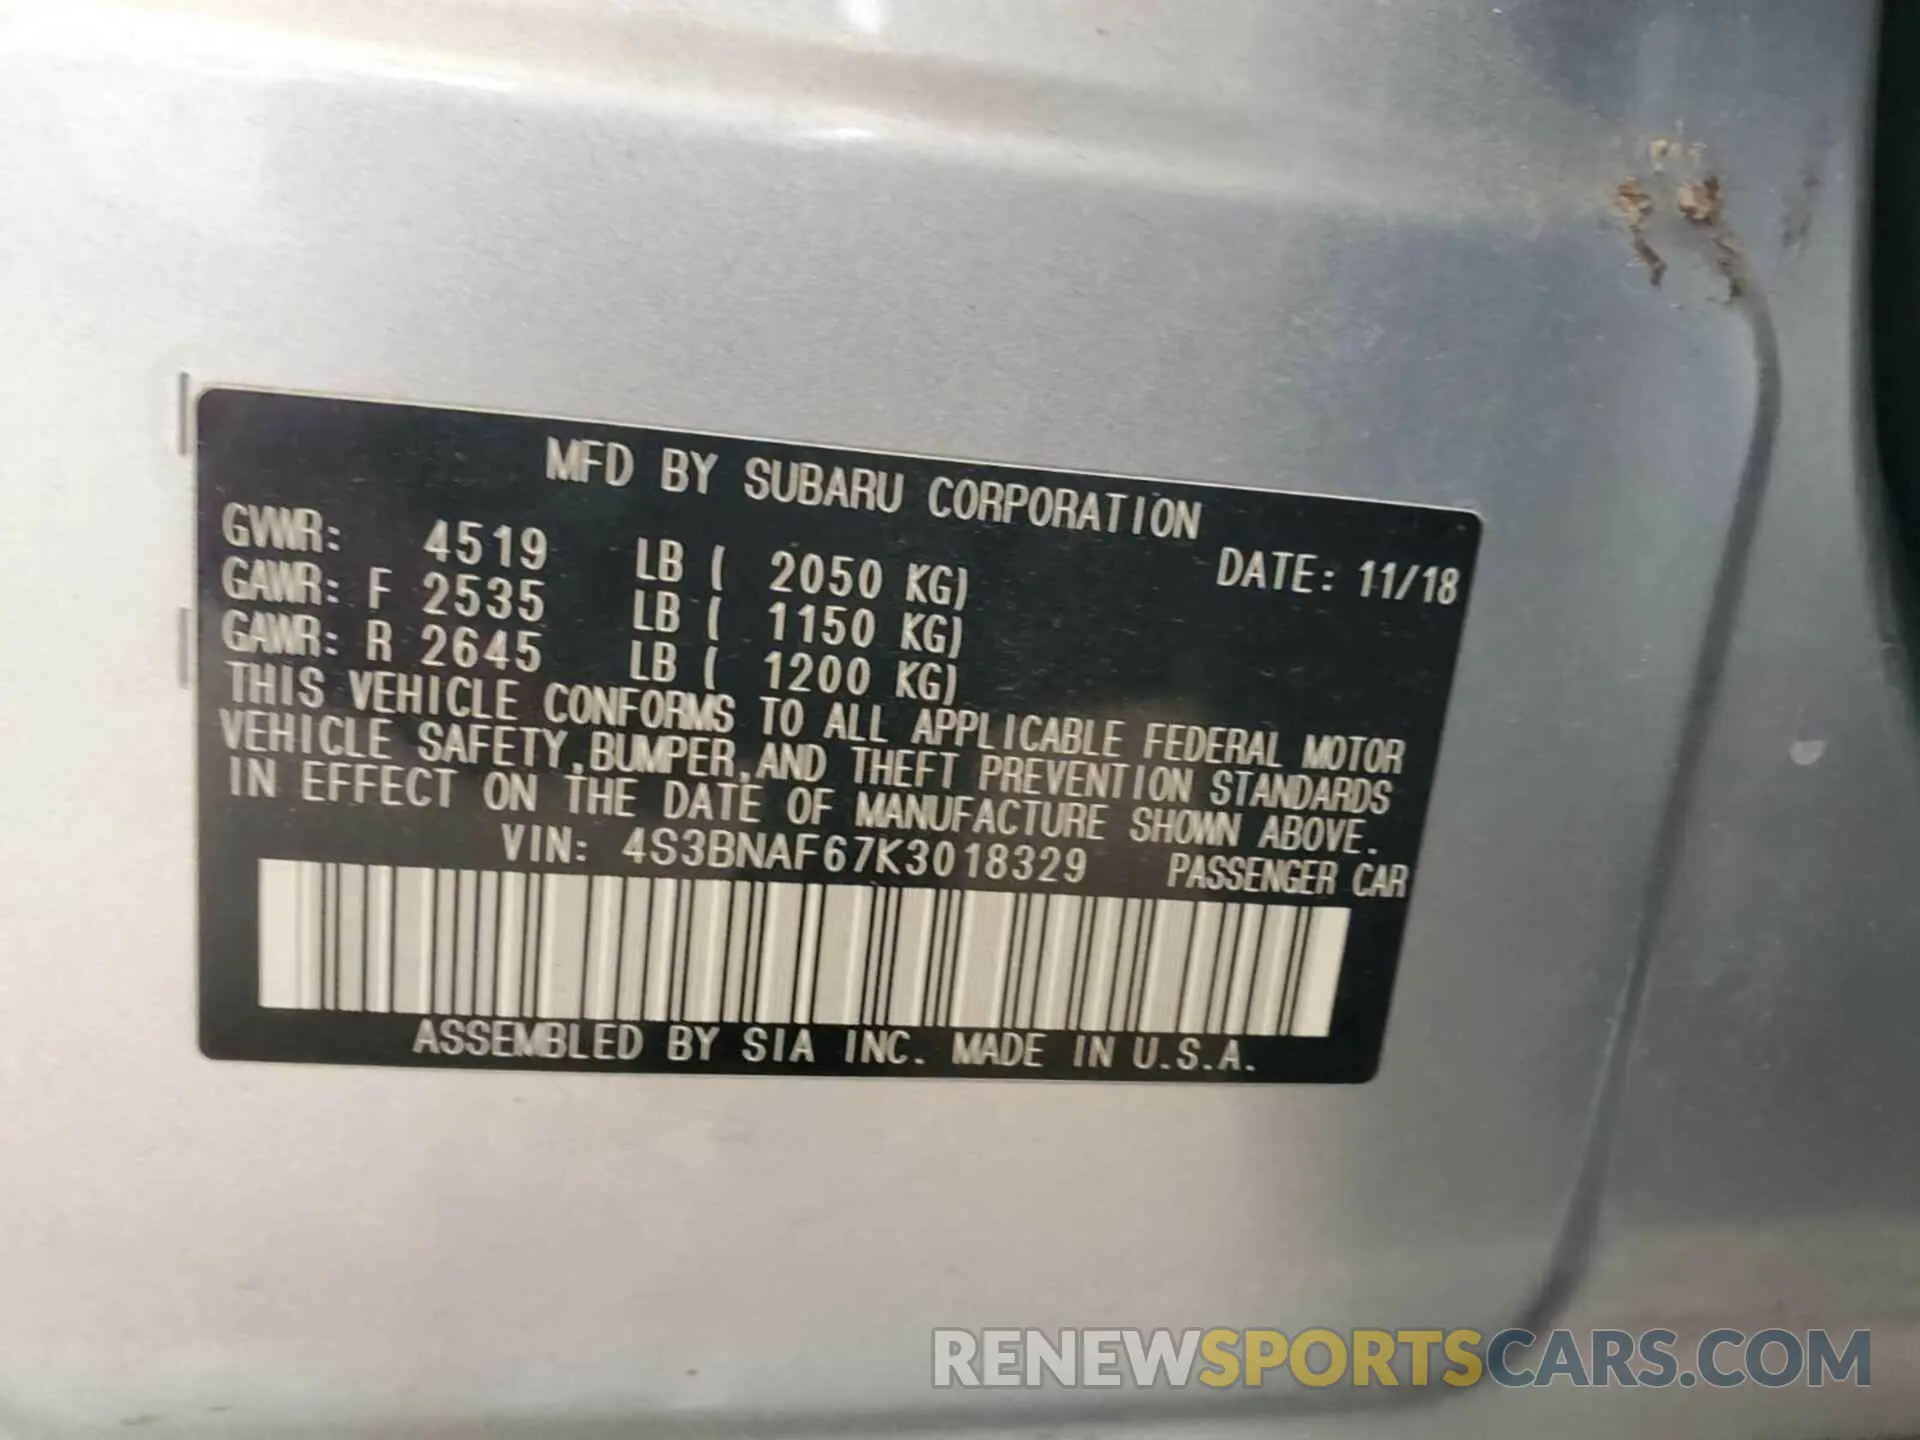 MFD BY SUBARU CORPORATION
GVWR: 4519 LB ( 2050 KG) DATE: 11/18
GAWR: F 2535 LB ( 1150 KG)
GAWR: R 2645 LB ( 1200 KG)
THIS VEHICLE CONFORMS TO ALL APPLICABLE FEDERAL MOTOR
VEHICLE SAFETY, BUMPER, AND THEFT PREVENTION STANDARDS
IN EFFECT ON THE DATE OF MANUFACTURE SHOWN ABOVE.
VIN: 4S3BNAF67K3018329 PASSENGER CAR
ASSEMBLED BY SIA INC. MADE IN U.S.A.
RENEWSPORTSCARS.COM